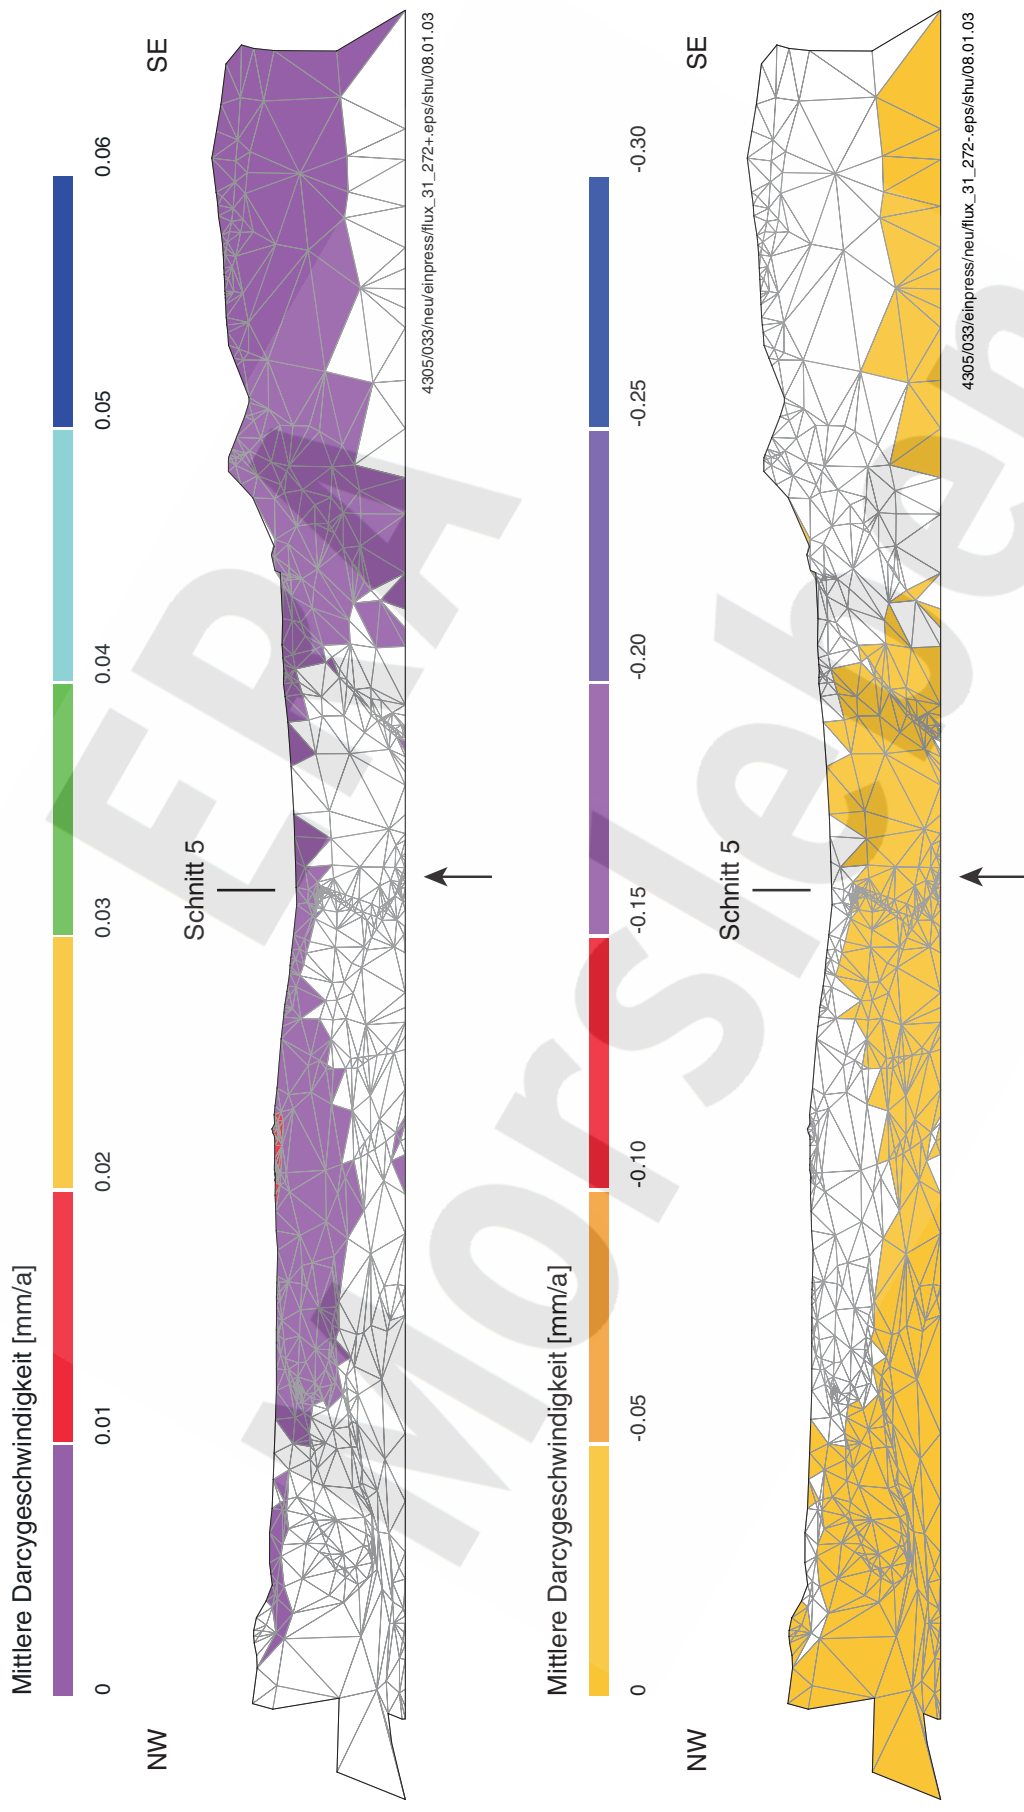 Mittlere Darcygeschwindigkeit [mm/a]
0 0.01 0.02 0.03 0.04 0.05 0.06
NW SE
Schnitt 5
4305/033/neu/einpress/neu/flux_31_272+.eps/shu/08.01.03
Mittlere Darcygeschwindigkeit [mm/a]
0 -0.05 -0.10 -0.15 -0.20 -0.25 -0.30
NW SE
Schnitt 5
4305/033/einpress/neu/flux_31_272-.eps/shu/08.01.03
ERA
Morsleben